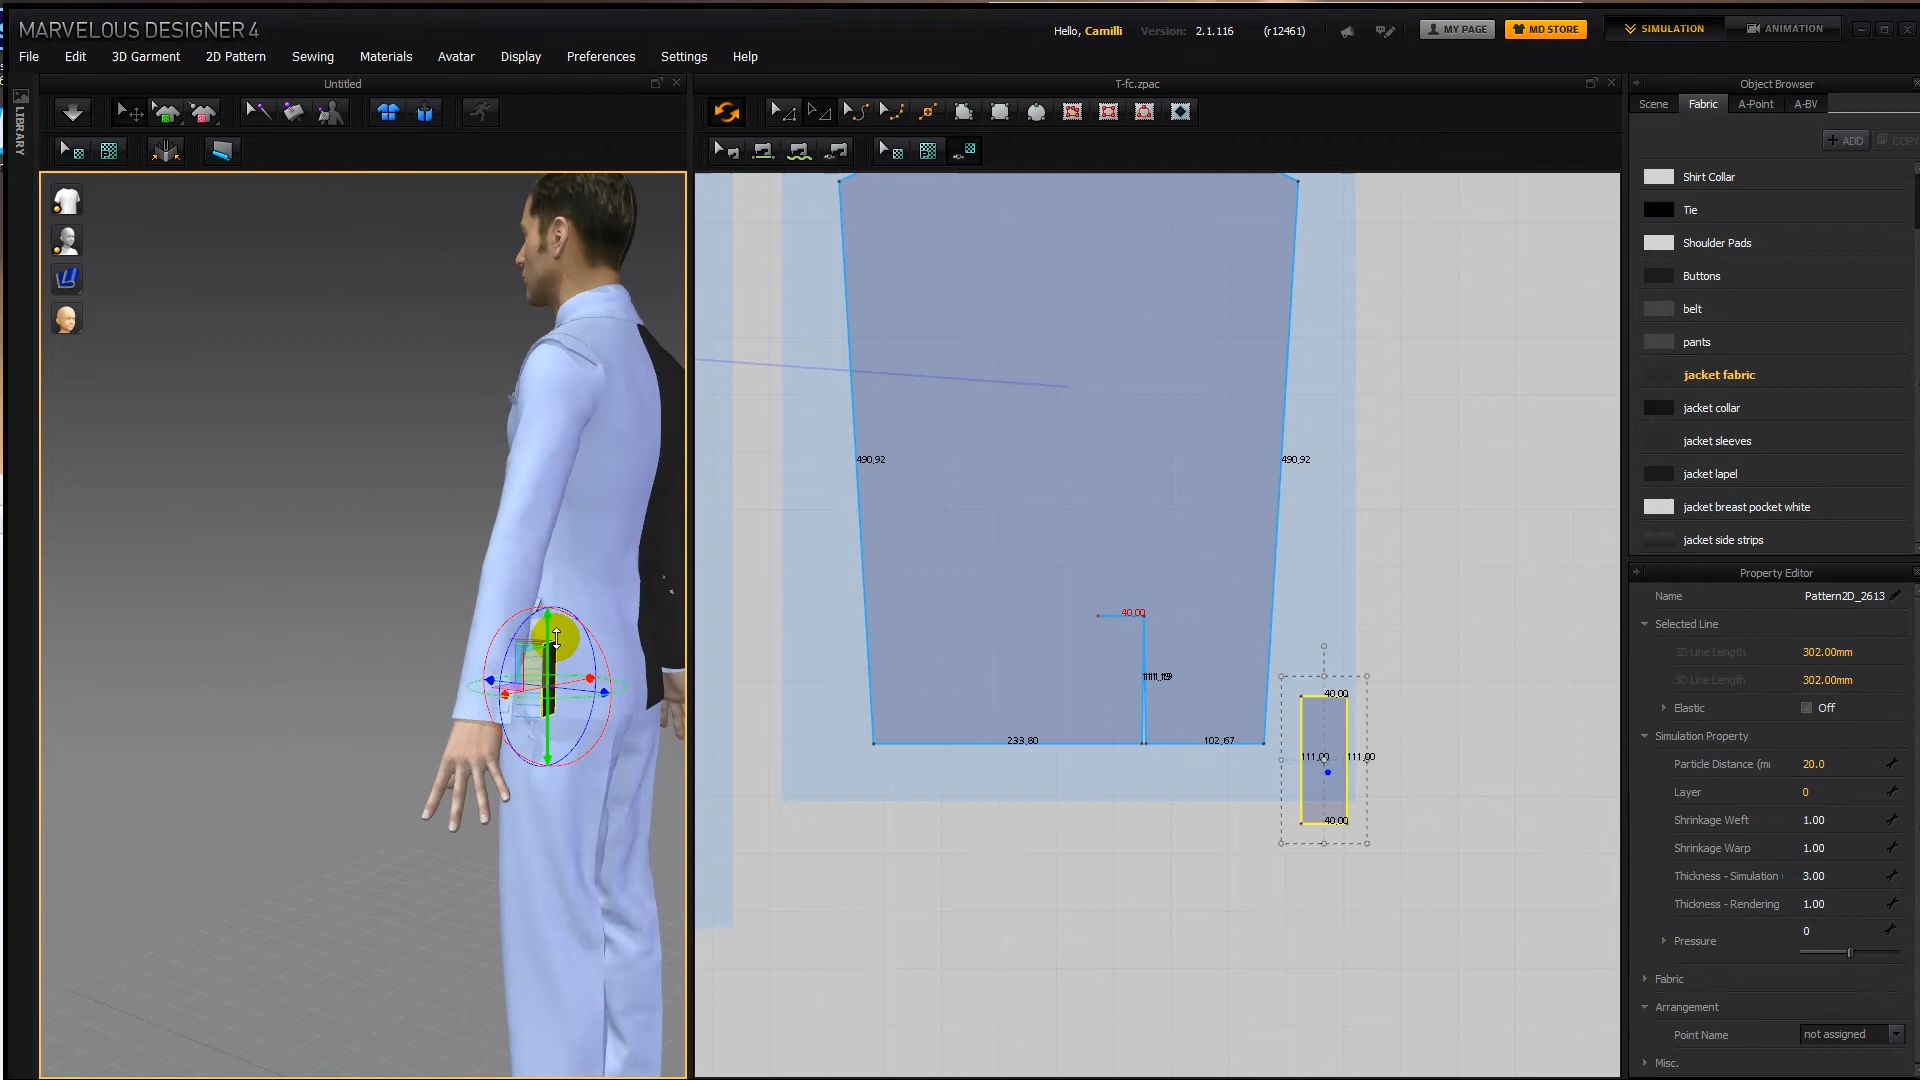 MARVELOUS DESIGNER 4
Hello, Camilli Version: 2.1.116 (r12461) MY PAGE MD STORE SIMULATION ANIMATION
File Edit 3D Garment 2D Pattern Sewing Materials Avatar Display Preferences Settings Help
LIBRARY
Untitled
T-fc.zpac
Object Browser
Scene Fabric A-Point A-BV
ADD COPY
Shirt Collar
Tie
Shoulder Pads
Buttons
belt
pants
jacket fabric
jacket collar
jacket sleeves
jacket lapel
jacket breast pocket white
jacket side strips
490,92 490,92
40,00
233,80 102,67
40,00
111,00 111,00
40,00
Property Editor
Name Pattern2D_2613
Selected Line
2D Line Length 302.00mm
3D Line Length 302.00mm
Elastic Off
Simulation Property
Particle Distance (m 20.0
Layer 0
Shrinkage Weft 1.00
Shrinkage Warp 1.00
Thickness - Simulation 3.00
Thickness - Rendering 1.00
Pressure 0
Fabric
Arrangement
Point Name not assigned
Misc.